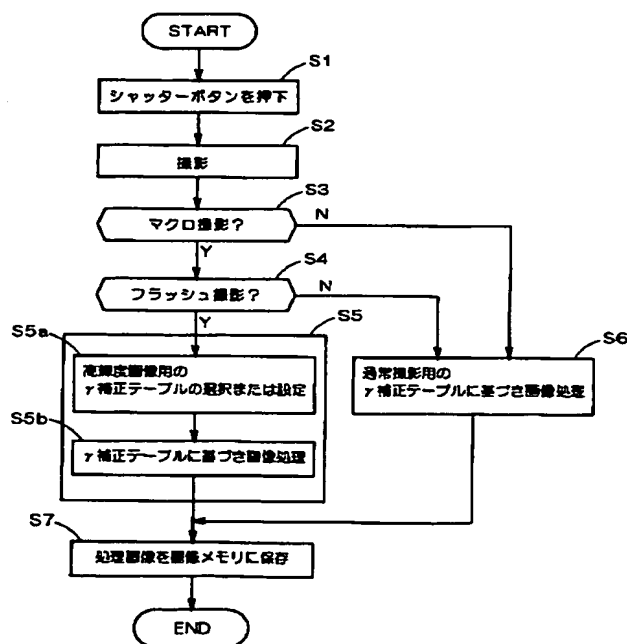 START
S1
シャッターボタンを押下
S2
撮影
S3
マクロ撮影?
N
Y
S4
フラッシュ撮影?
N
Y
S5
S5a
高輝度画像用の
γ補正テーブルの選択または設定
S5b
γ補正テーブルに基づき画像処理
S6
通常撮影用の
γ補正テーブルに基づき画像処理
S7
処理画像を画像メモリに保存
END